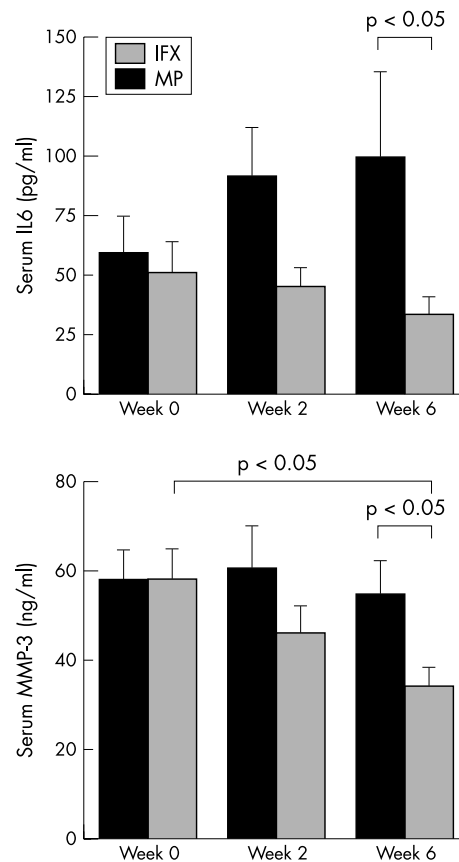 p < 0.05
150
IFX
MP
125
100
75
50
25
0
Serum IL6 (pg/ml)
Week 0 Week 2 Week 6
p < 0.05
p < 0.05
80
60
40
20
0
Serum MMP-3 (ng/ml)
Week 0 Week 2 Week 6